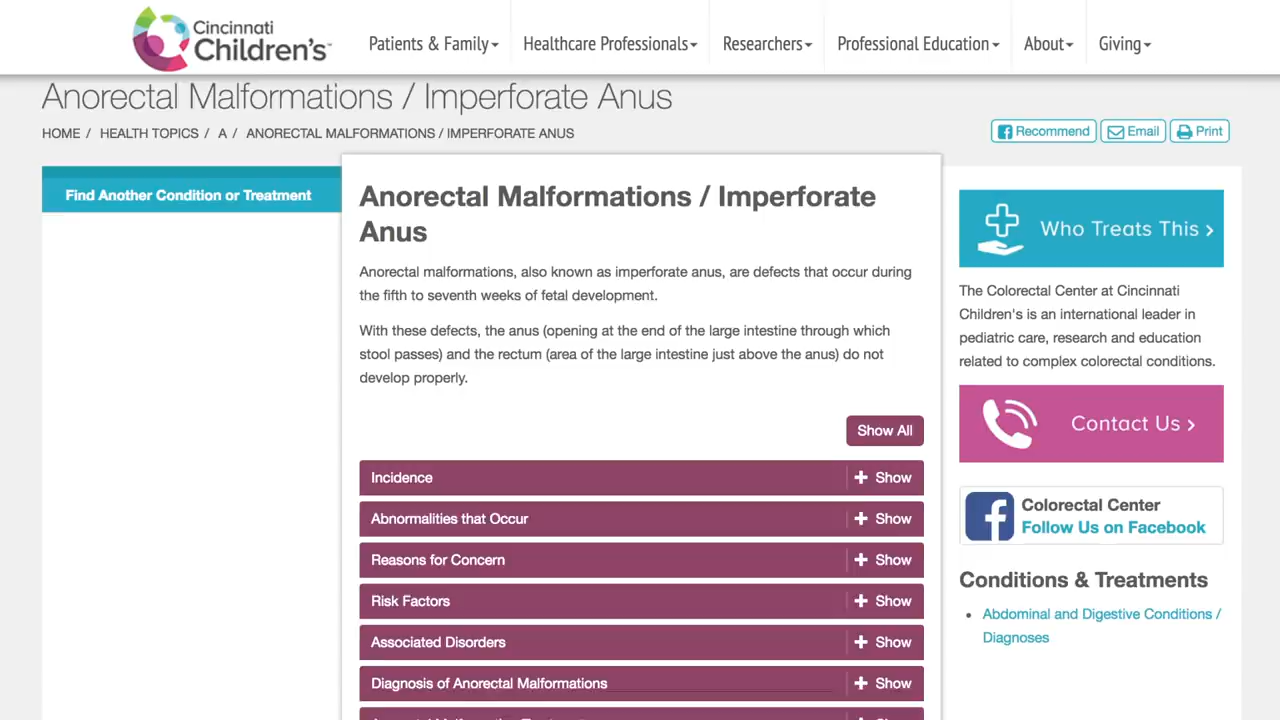 Cincinnati
Children's
Patients & Family
Healthcare Professionals
Researchers
Professional Education
About
Giving
Anorectal Malformations / Imperforate Anus
HOME / HEALTH TOPICS / A / ANORECTAL MALFORMATIONS / IMPERFORATE ANUS
Recommend
Email
Print
Find Another Condition or Treatment
Anorectal Malformations / Imperforate
Anus
Anorectal malformations, also known as imperforate anus, are defects that occur during
the fifth to seventh weeks of fetal development.
With these defects, the anus (opening at the end of the large intestine through which
stool passes) and the rectum (area of the large intestine just above the anus) do not
develop properly.
Show All
Incidence + Show
Abnormalities that Occur + Show
Reasons for Concern + Show
Risk Factors + Show
Associated Disorders + Show
Diagnosis of Anorectal Malformations + Show
Who Treats This >
The Colorectal Center at Cincinnati
Children's is an international leader in
pediatric care, research and education
related to complex colorectal conditions.
Contact Us >
Colorectal Center
Follow Us on Facebook
Conditions & Treatments
• Abdominal and Digestive Conditions /
Diagnoses